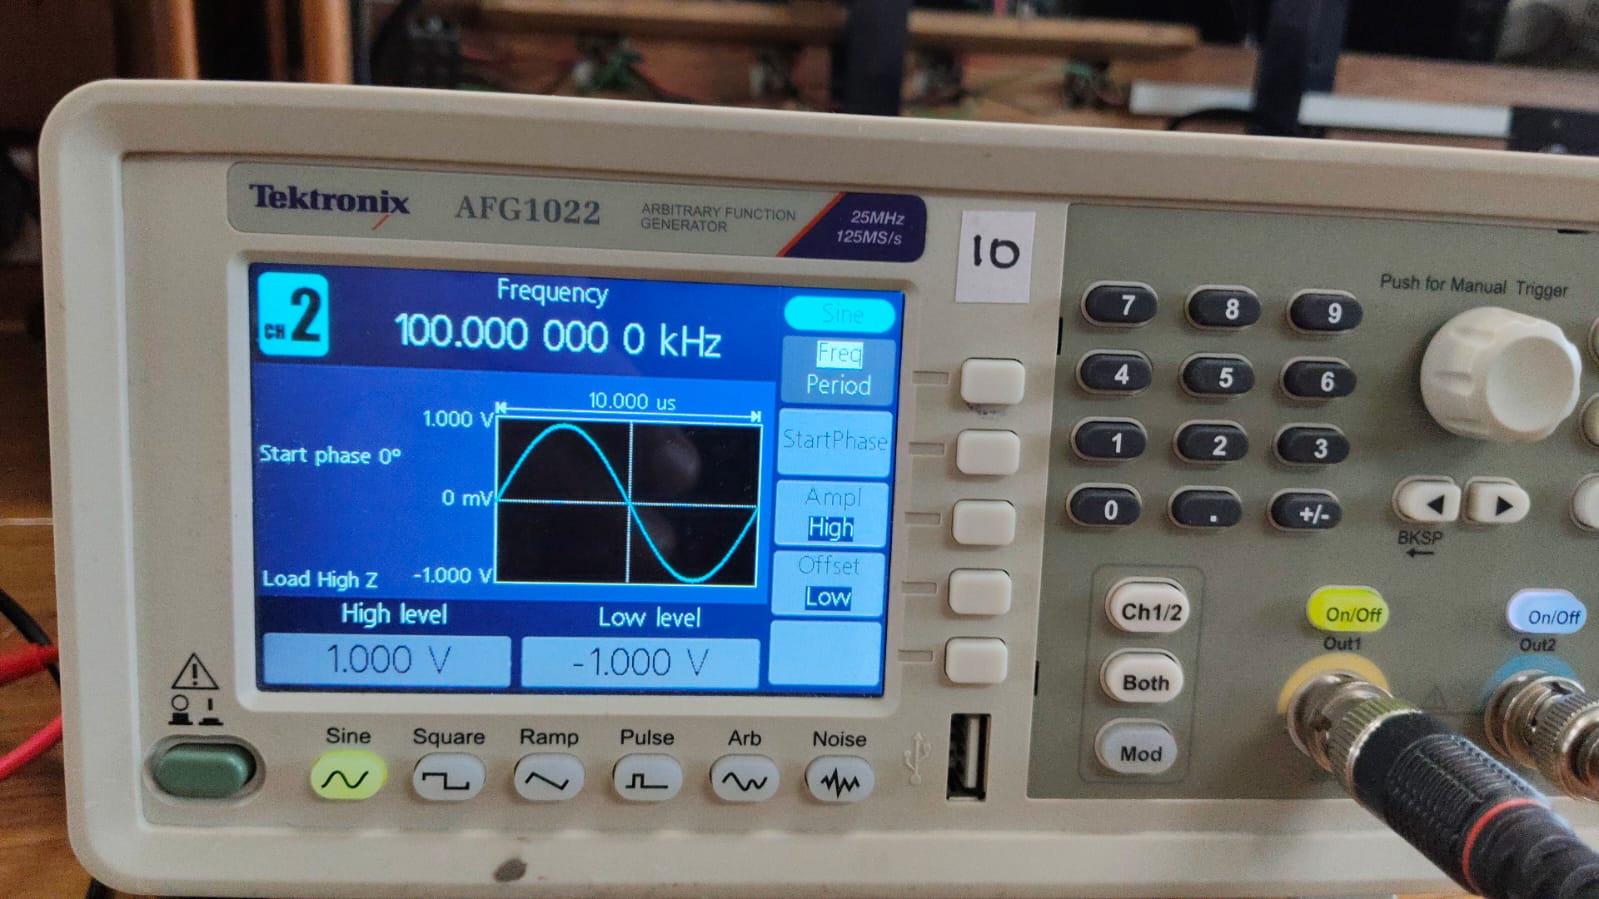 Tektronix AFG1022 ARBITRARY FUNCTION GENERATOR
25MHz
125MS/s
10
CH 2
Frequency
100.000 000 0 kHz
Sine
Freq
Period
StartPhase
Ampl
High
Offset
Low
10.000 us
1.000 V
Start phase 0°
0 mV
Load High Z
-1.000 V
High level
Low level
1.000 V
-1.000 V
Sine Square Ramp Pulse Arb Noise
7 8 9
4 5 6
1 2 3
0 . +/-
Push for Manual Trigger
BKSP
Ch1/2
Both
Mod
On/Off
Out1
On/Off
Out2